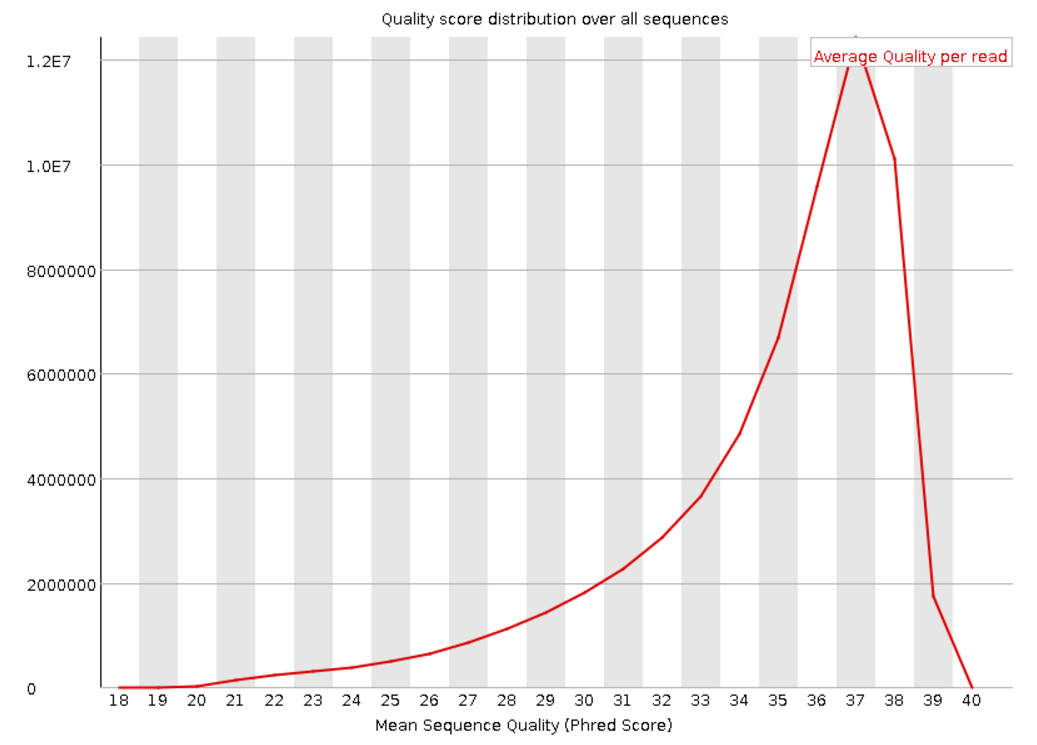 Quality score distribution over all sequences
Average Quality per read
1.2E7
1.0E7
8000000
6000000
4000000
2000000
0
18 19 20 21 22 23 24 25 26 27 28 29 30 31 32 33 34 35 36 37 38 39 40
Mean Sequence Quality (Phred Score)